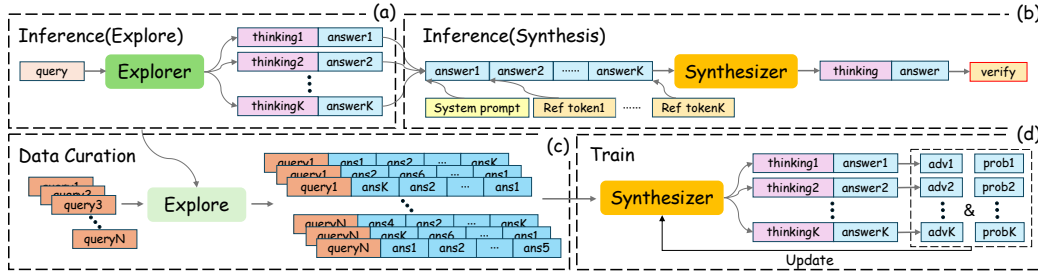 (a)
Inference(Explore)
query
Explorer
thinking1 answer1
thinking2 answer2
thinkingK answerK
(b)
Inference(Synthesis)
answer1 answer2 ...... answerK
System prompt Ref token1 ...... Ref tokenK
Synthesizer
thinking answer
verify
(c)
Data Curation
query1
query2
query3
queryN
Explore
query1 ans1 ans2 ... ansK
query1 ans2 ans6 ... ans1
query1 ansK ans2 ... ans1
queryN ans4 ans2 ... ansK
queryN ansK ans6 ... ans1
queryN ans1 ans2 ... ans5
(d)
Train
Synthesizer
thinking1 answer1 adv1 prob1
thinking2 answer2 adv2 prob2
&
thinkingK answerK advK probK
Update